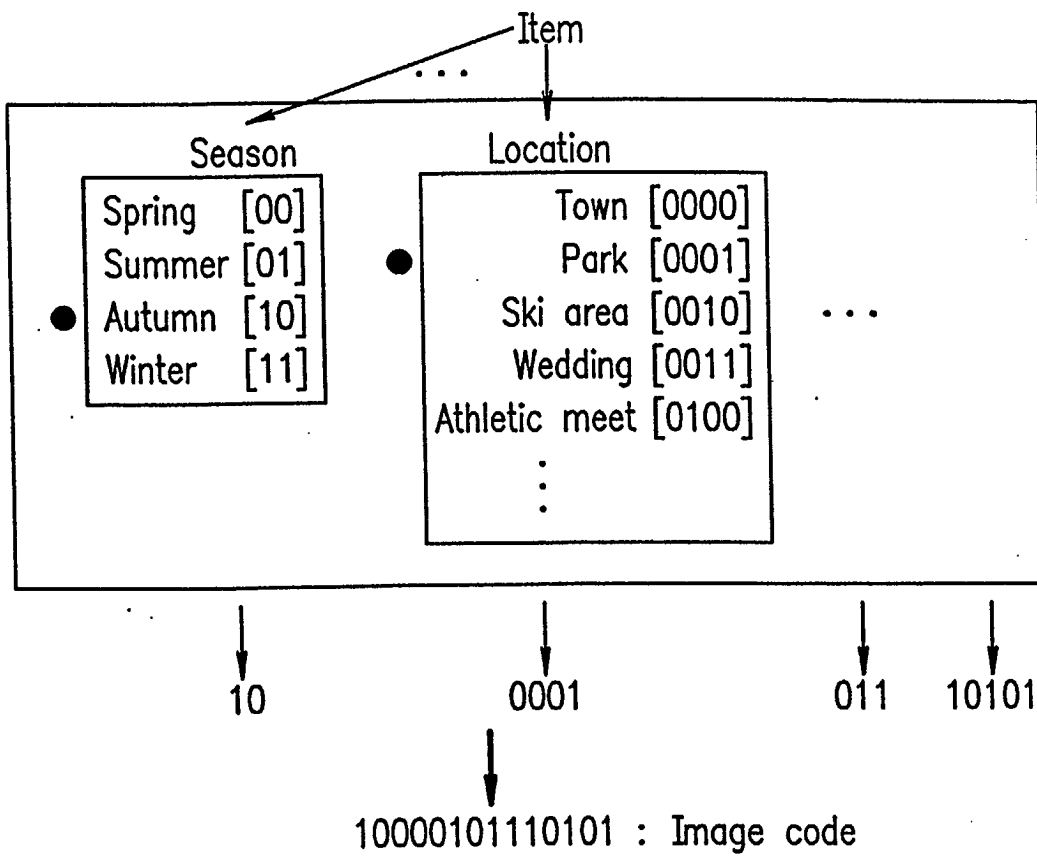 Item
...
Season
Spring [00]
Summer [01]
Autumn [10]
Winter [11]
Location
Town [0000]
Park [0001]
Ski area [0010]
Wedding [0011]
Athletic meet [0100]
...
10 0001 011 10101
10000101110101 : Image code